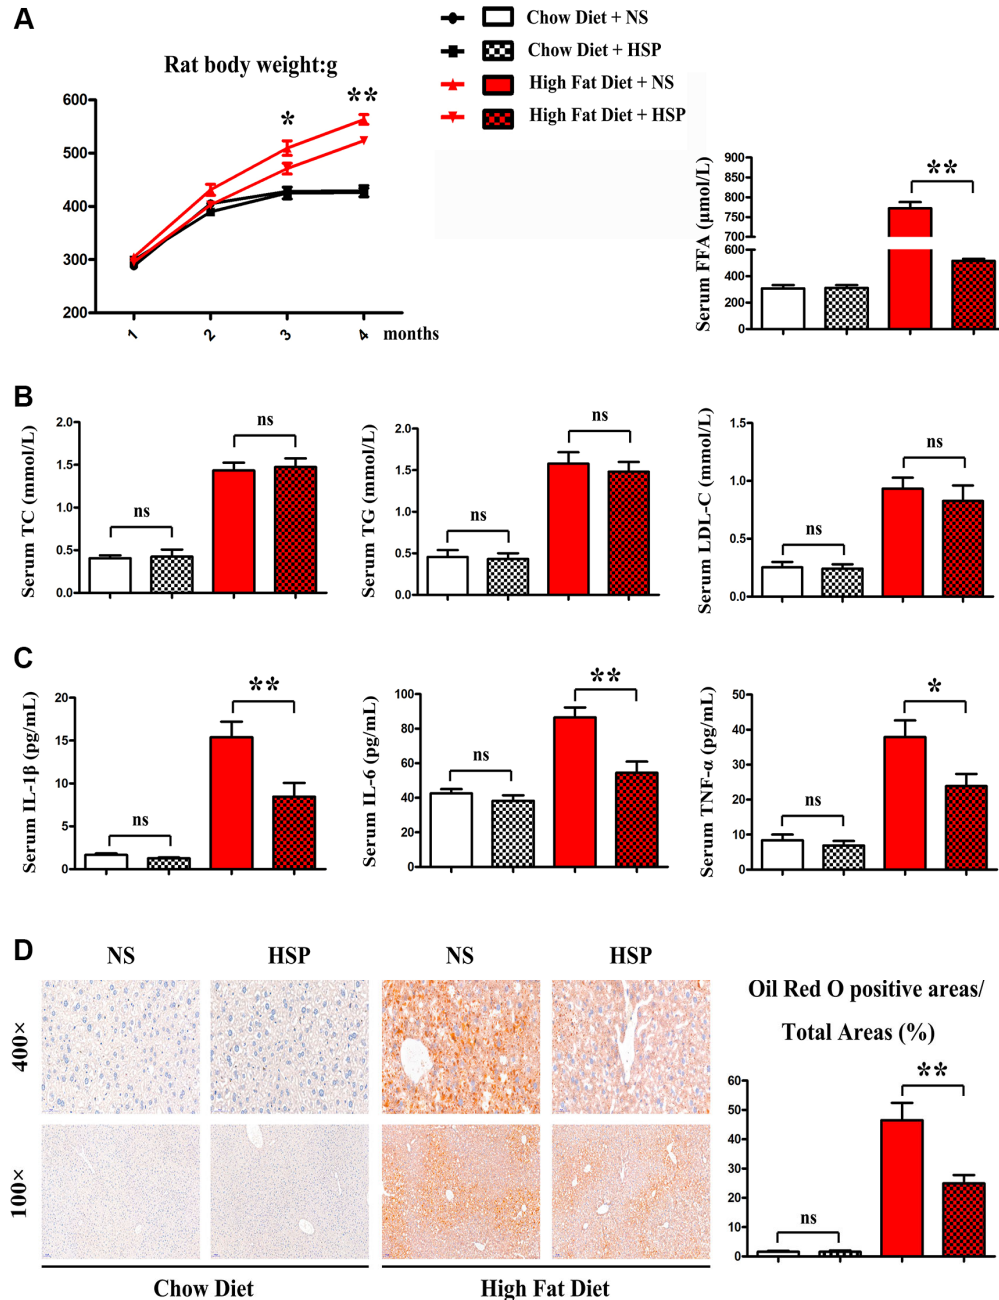 A
Chow Diet + NS
Chow Diet + HSP
High Fat Diet + NS
High Fat Diet + HSP
Rat body weight:g
600
500
400
300
200
*
**
1
2
3
4
months
Serum FFA (μmol/L)
900
850
800
750
700
600
400
200
0
**
B
Serum TC (mmol/L)
2.0
1.5
1.0
0.5
0.0
ns
ns
Serum TG (mmol/L)
2.0
1.5
1.0
0.5
0.0
ns
ns
Serum LDL-C (mmol/L)
1.5
1.0
0.5
0.0
ns
ns
C
Serum IL-1β (pg/mL)
20
15
10
5
0
ns
**
Serum IL-6 (pg/mL)
100
80
60
40
20
0
ns
**
Serum TNF-α (pg/mL)
50
40
30
20
10
0
ns
*
D
NS
HSP
NS
HSP
400×
100×
Chow Diet
High Fat Diet
Oil Red O positive areas/
Total Areas (%)
60
50
40
30
20
10
0
ns
**